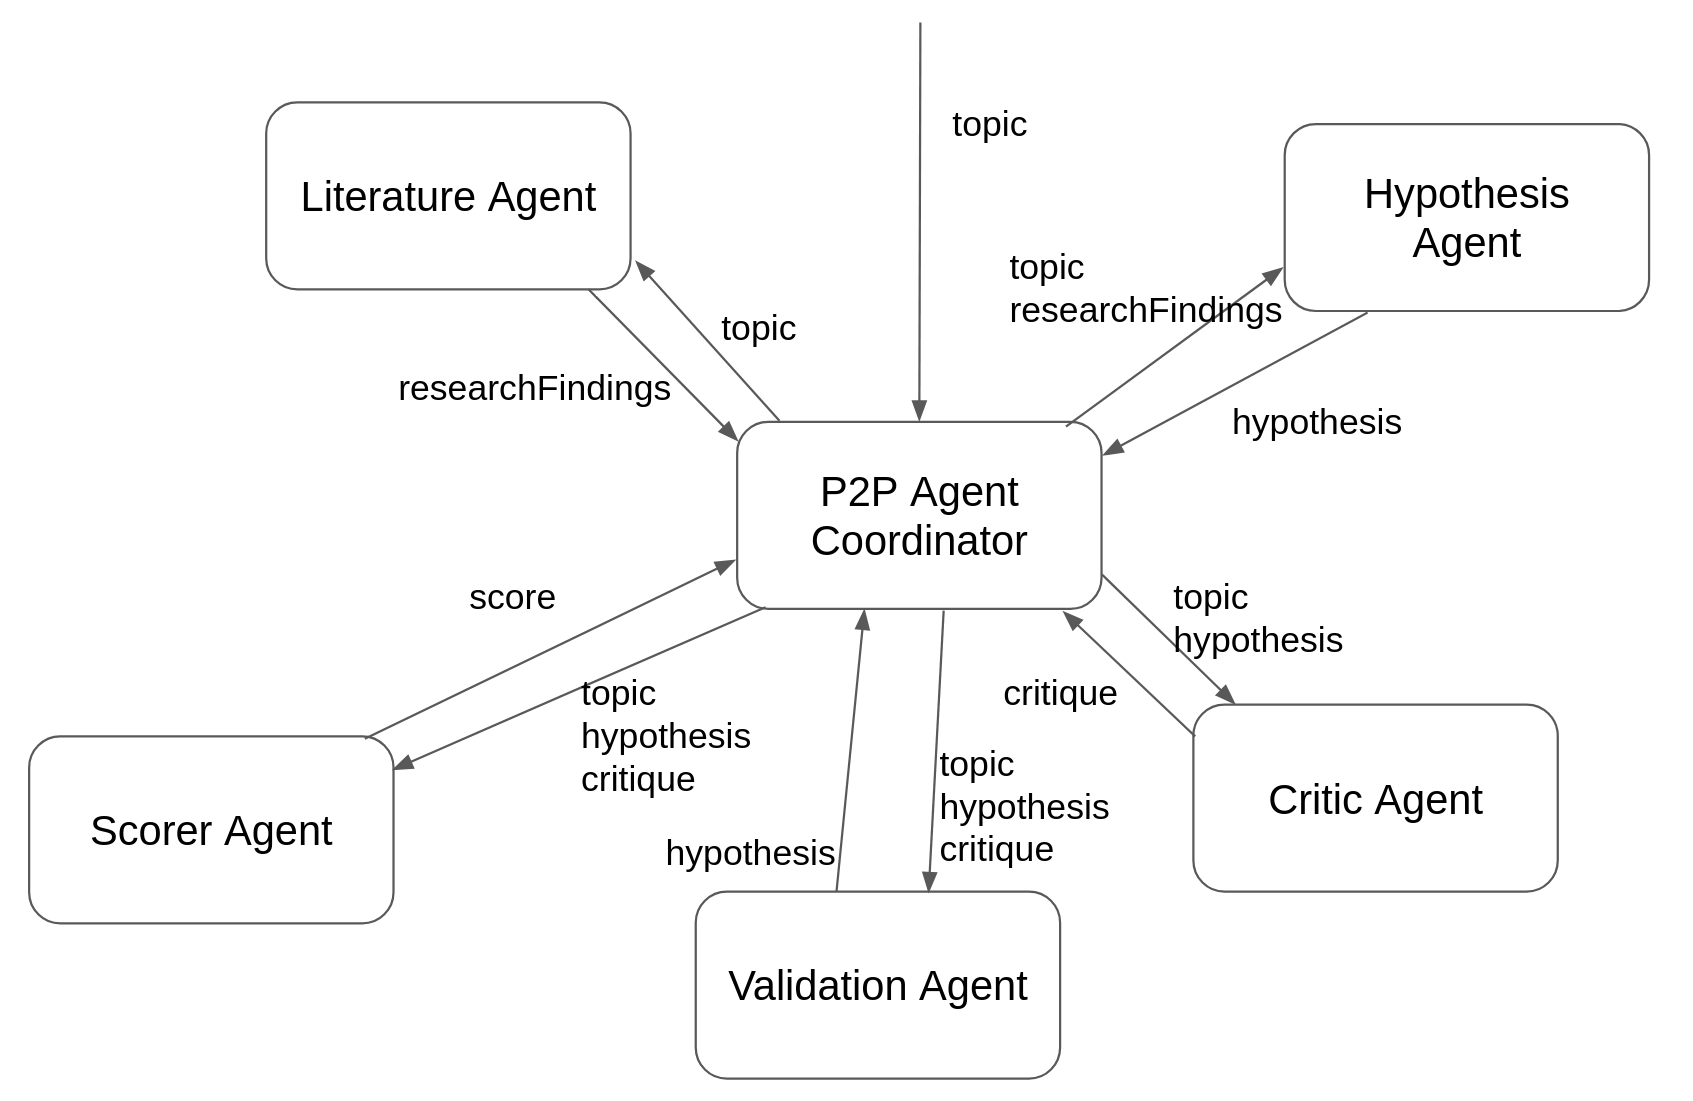 topic
Literature Agent
Hypothesis
Agent
topic
researchFindings
topic
researchFindings
hypothesis
P2P Agent
Coordinator
score
topic
hypothesis
topic
hypothesis
critique
critique
topic
hypothesis
critique
hypothesis
Scorer Agent
Critic Agent
Validation Agent